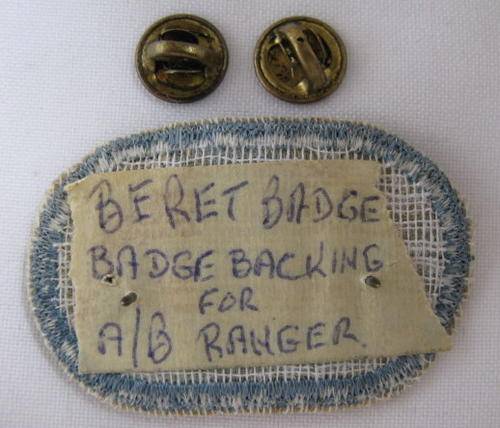 BERET BADGE
BADGE BACKING
FOR
A/B RANGER.